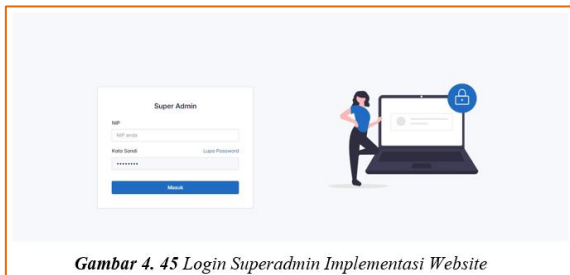 Super Admin
NIP
NIP anda
Kata Sandi Lupa Password
Masuk
Gambar 4. 45 Login Superadmin Implementasi Website